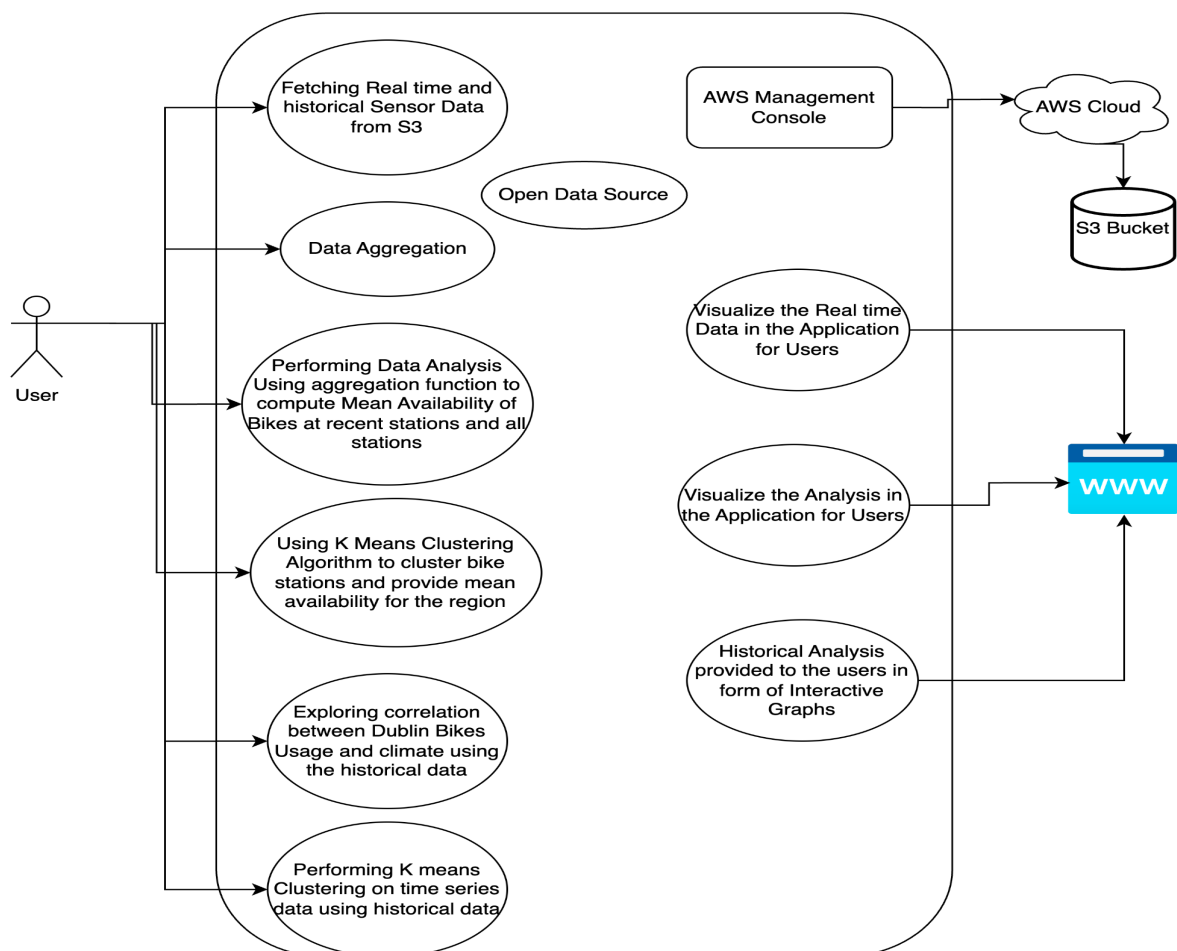 Fetching Real time and
historical Sensor Data
from S3
AWS Management
Console
AWS Cloud
Open Data Source
S3 Bucket
Data Aggregation
User
Visualize the Real time
Data in the Application
for Users
Performing Data Analysis
Using aggregation function to
compute Mean Availability of
Bikes at recent stations and all
stations
Visualize the Analysis in
the Application for Users
www
Using K Means Clustering
Algorithm to cluster bike
stations and provide mean
availability for the region
Historical Analysis
provided to the users in
form of Interactive
Graphs
Exploring correlation
between Dublin Bikes
Usage and climate using
the historical data
Performing K means
Clustering on time series
data using historical data